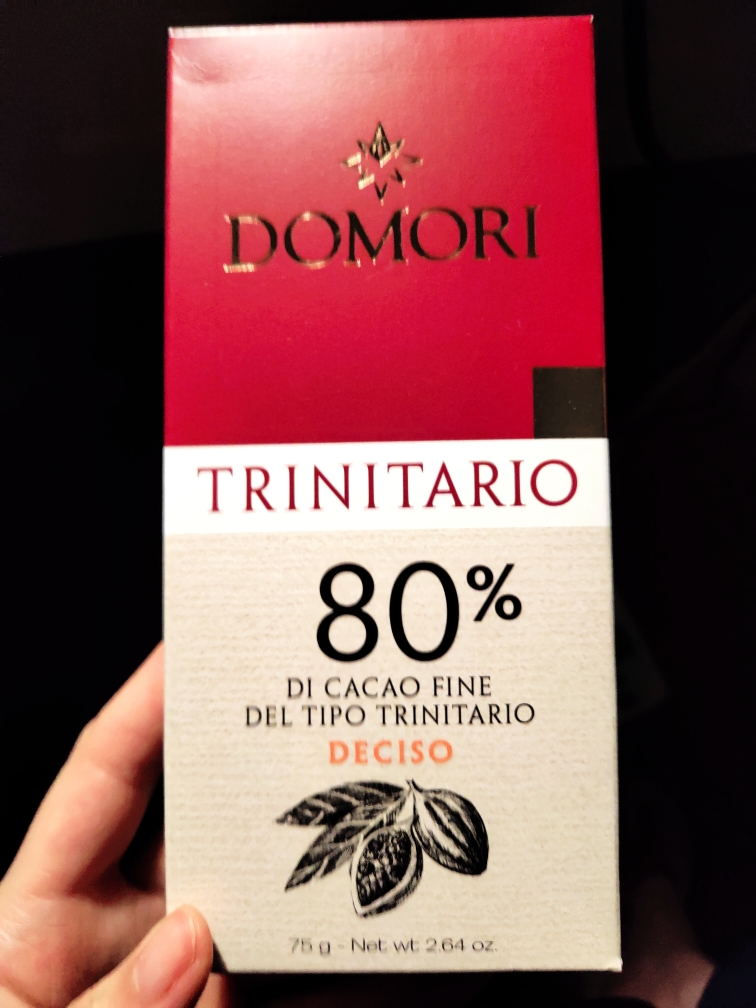 DOMORI
TRINITARIO
80%
DI CACAO FINE
DEL TIPO TRINITARIO
DECISO
75 g - Net wt 2.64 oz.